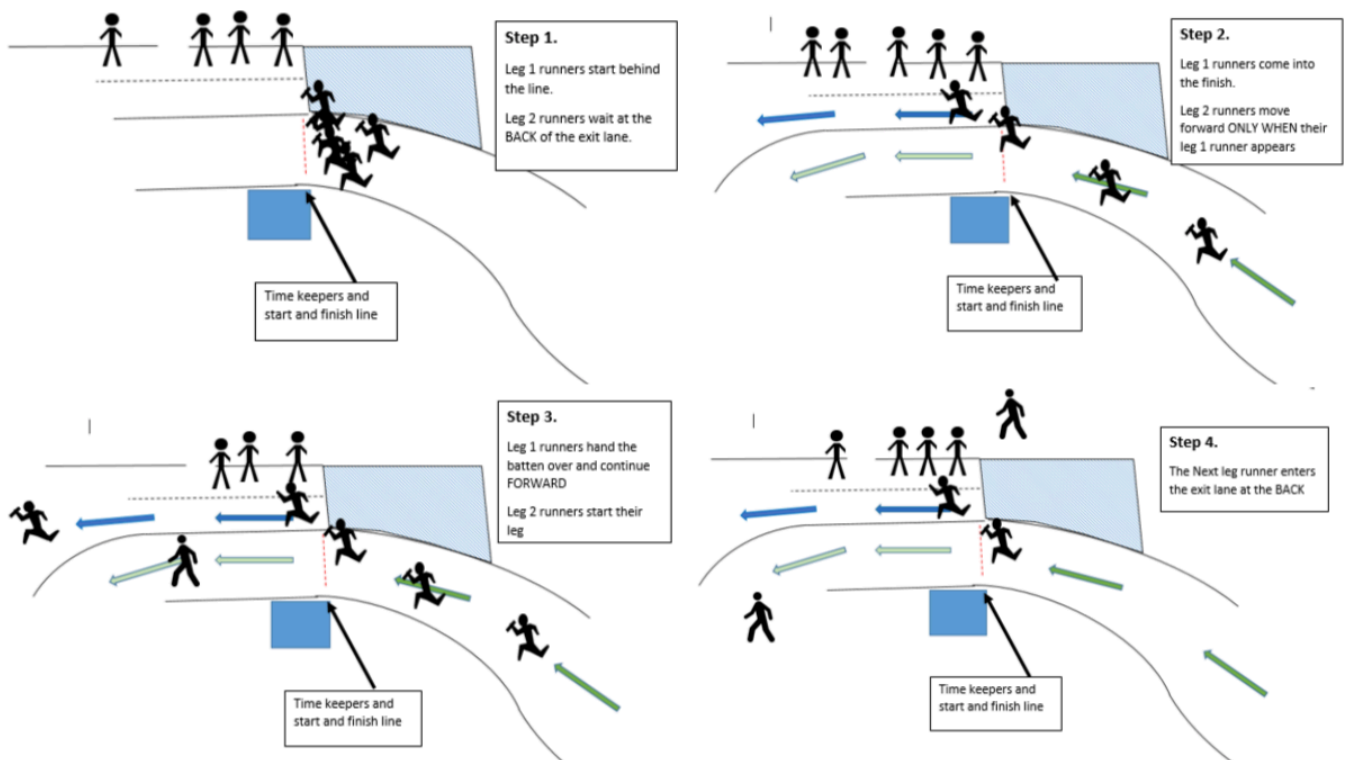 Step 1.
Leg 1 runners start behind
the line.
Leg 2 runners wait at the
BACK of the exit lane.
Time keepers and
start and finish line
Step 2.
Leg 1 runners come into
the finish.
Leg 2 runners move
forward ONLY WHEN their
leg 1 runner appears
Time keepers and
start and finish line
Step 3.
Leg 1 runners hand the
batten over and continue
FORWARD
Leg 2 runners start their
leg
Time keepers and
start and finish line
Step 4.
The Next leg runner enters
the exit lane at the BACK
Time keepers and
start and finish line